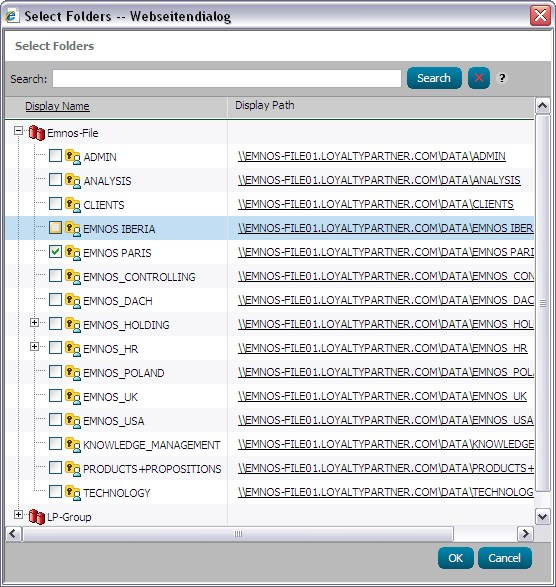 Select Folders -- Webseitendialog
Select Folders
Search: Search ?
Display Name Display Path
Emnos-File
ADMIN \\EMNOS-FILE01.LOYALTYPARTNER.COM\DATA\ADMIN
ANALYSIS \\EMNOS-FILE01.LOYALTYPARTNER.COM\DATA\ANALYSIS
CLIENTS \\EMNOS-FILE01.LOYALTYPARTNER.COM\DATA\CLIENTS
EMNOS IBERIA \\EMNOS-FILE01.LOYALTYPARTNER.COM\DATA\EMNOS IBER
EMNOS PARIS \\EMNOS-FILE01.LOYALTYPARTNER.COM\DATA\EMNOS PARI
EMNOS_CONTROLLING \\EMNOS-FILE01.LOYALTYPARTNER.COM\DATA\EMNOS_CON
EMNOS_DACH \\EMNOS-FILE01.LOYALTYPARTNER.COM\DATA\EMNOS_DAC
EMNOS_HOLDING \\EMNOS-FILE01.LOYALTYPARTNER.COM\DATA\EMNOS_HOL
EMNOS_HR \\EMNOS-FILE01.LOYALTYPARTNER.COM\DATA\EMNOS_HR
EMNOS_POLAND \\EMNOS-FILE01.LOYALTYPARTNER.COM\DATA\EMNOS_POL
EMNOS_UK \\EMNOS-FILE01.LOYALTYPARTNER.COM\DATA\EMNOS_UK
EMNOS_USA \\EMNOS-FILE01.LOYALTYPARTNER.COM\DATA\EMNOS_USA
KNOWLEDGE_MANAGEMENT \\EMNOS-FILE01.LOYALTYPARTNER.COM\DATA\KNOWLEDGE
PRODUCTS+PROPOSITIONS \\EMNOS-FILE01.LOYALTYPARTNER.COM\DATA\PRODUCTS+
TECHNOLOGY \\EMNOS-FILE01.LOYALTYPARTNER.COM\DATA\TECHNOLOG
LP-Group
OK Cancel